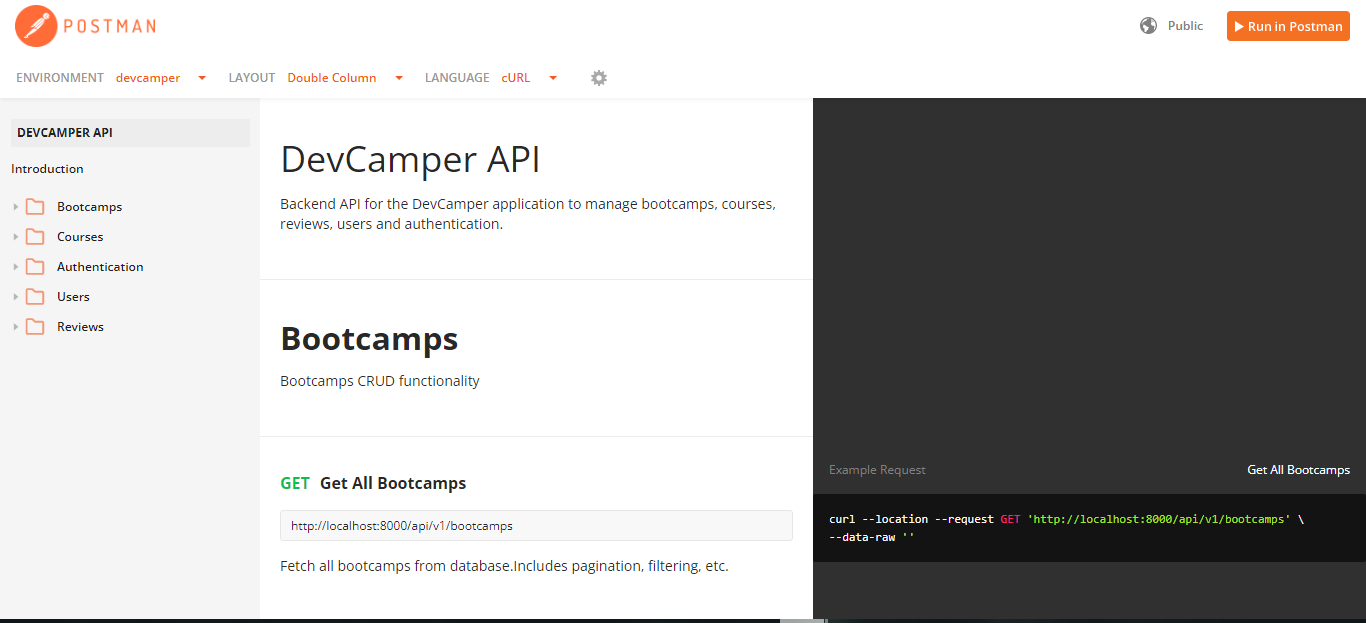 POSTMAN
Public
Run in Postman
ENVIRONMENT devcamper LAYOUT Double Column LANGUAGE cURL
DEVCAMPER API
Introduction
Bootcamps
Courses
Authentication
Users
Reviews
DevCamper API
Backend API for the DevCamper application to manage bootcamps, courses,
reviews, users and authentication.
Bootcamps
Bootcamps CRUD functionality
GET Get All Bootcamps
http://localhost:8000/api/v1/bootcamps
Fetch all bootcamps from database.Includes pagination, filtering, etc.
Example Request
Get All Bootcamps
curl --location --request GET 'http://localhost:8000/api/v1/bootcamps' \
--data-raw ''